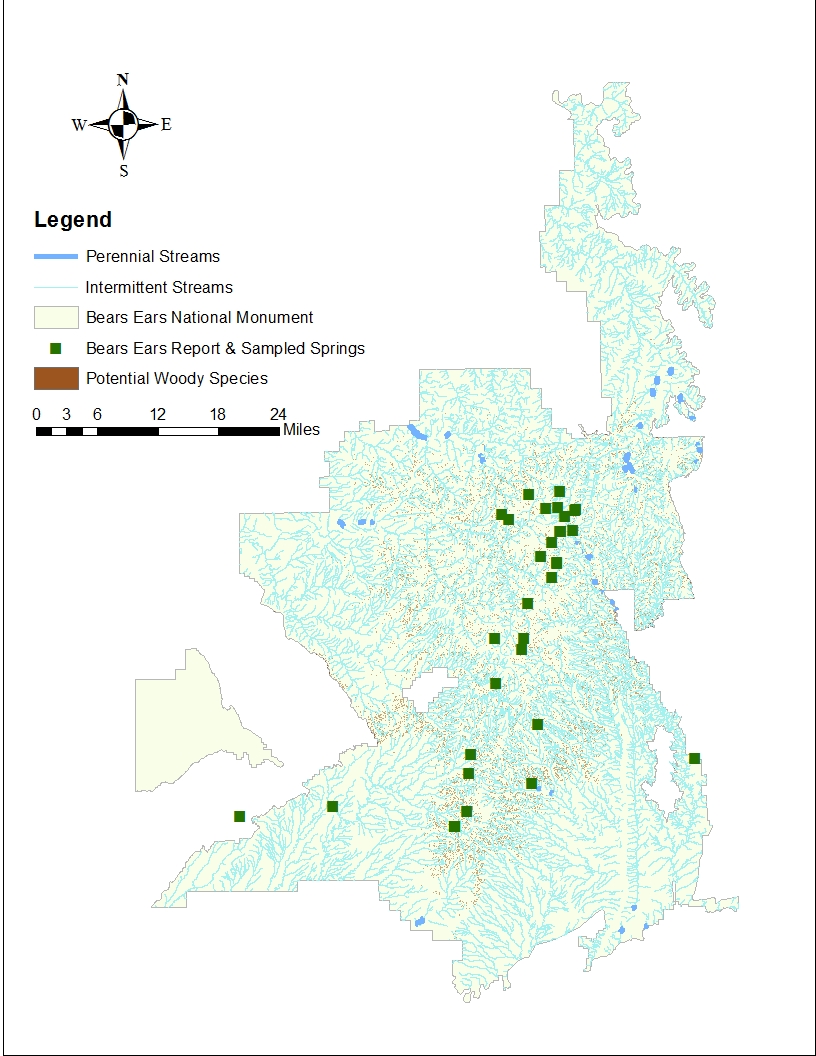 N
W E
S
Legend
Perennial Streams
Intermittent Streams
Bears Ears National Monument
Bears Ears Report & Sampled Springs
Potential Woody Species
0 3 6 12 18 24
Miles